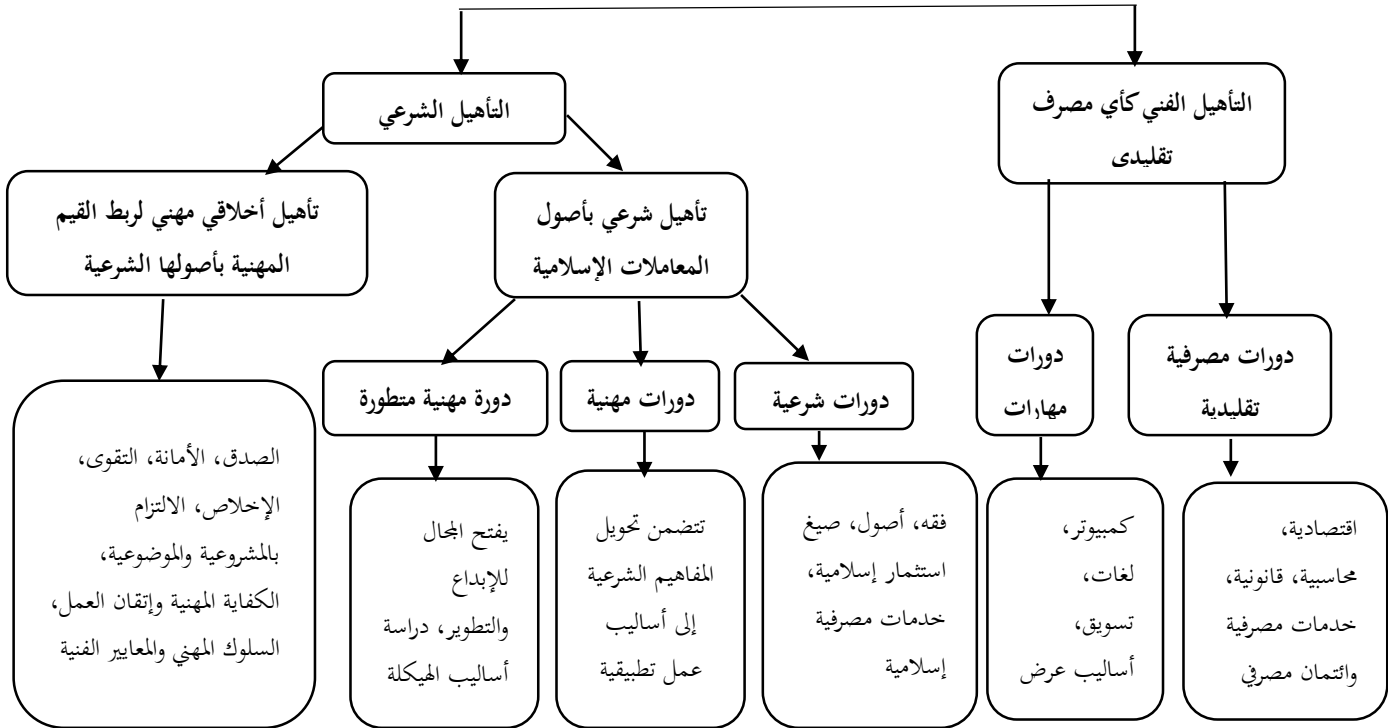 التأهيل الفني كأي مصرف
تقليدى
التأهيل الشرعي
تأهيل شرعي بأصول
المعاملات الإسلامية
تأهيل أخلاقي مهني لربط القيم
المهنية بأصولها الشرعية
دورات مصرفية
تقليدية
دورات
مهارات
دورات شرعية
دورات مهنية
دورة مهنية متطورة
اقتصادية،
محاسبية، قانونية،
خدمات مصرفية
وائتمان مصرفي
كمبيوتر،
لغات،
تسويق،
أساليب عرض
فقه، أصول، صيغ
استثمار إسلامية،
خدمات مصرفية
إسلامية
تتضمن تحويل
المفاهيم الشرعية
إلى أساليب
عمل تطبيقية
يفتح المجال
للإبداع
والتطوير، دراسة
أساليب الهيكلة
الصدق، الأمانة، التقوى،
الإخلاص، الالتزام
بالمشروعية والموضوعية،
الكفاية المهنية وإتقان العمل،
السلوك المهني والمعايير الفنية